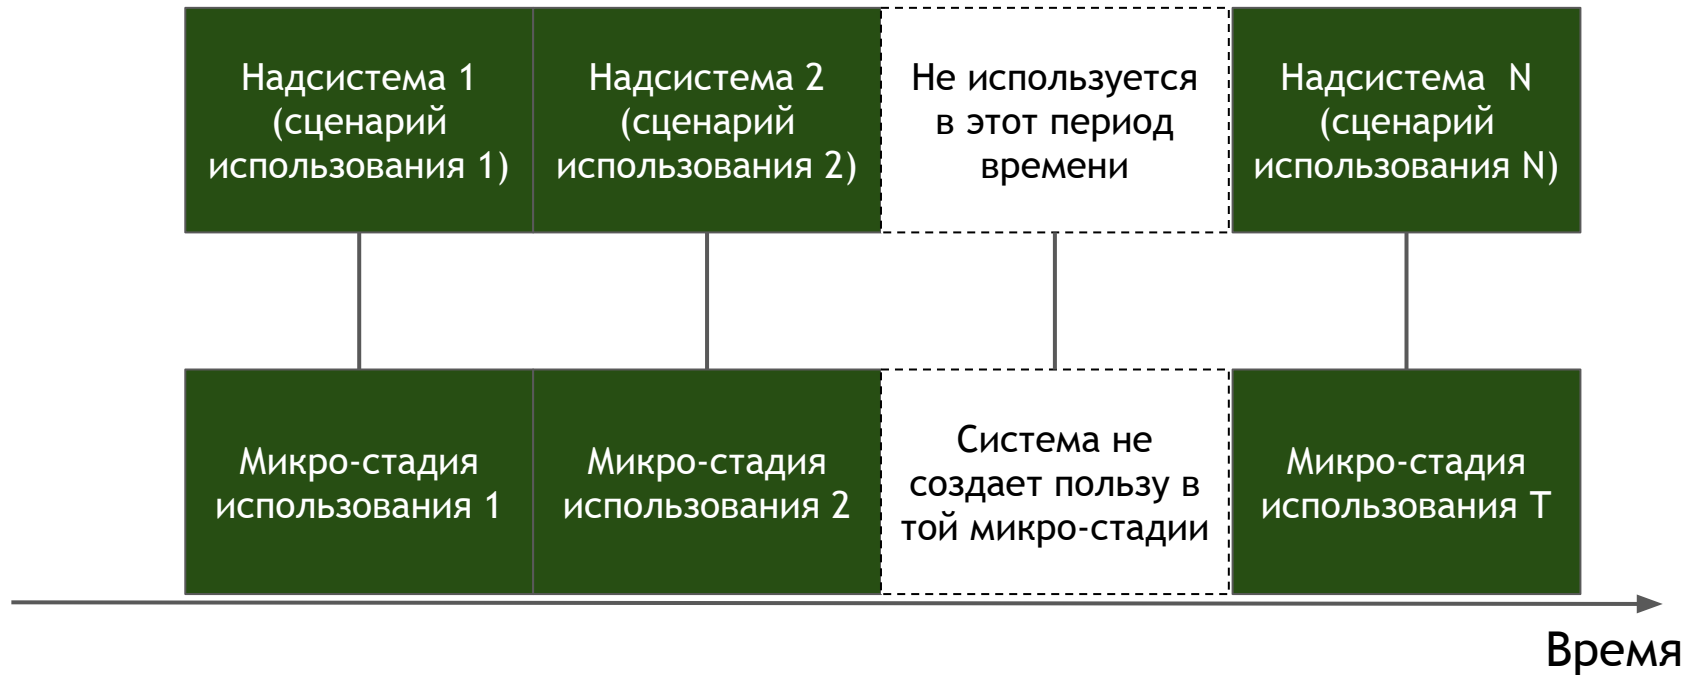 Надсистема 1
(сценарий
использования 1)
Надсистема 2
(сценарий
использования 2)
Не используется
в этот период
времени
Надсистема N
(сценарий
использования N)
Микро-стадия
использования 1
Микро-стадия
использования 2
Система не
создает пользу в
той микро-стадии
Микро-стадия
использования T
Время